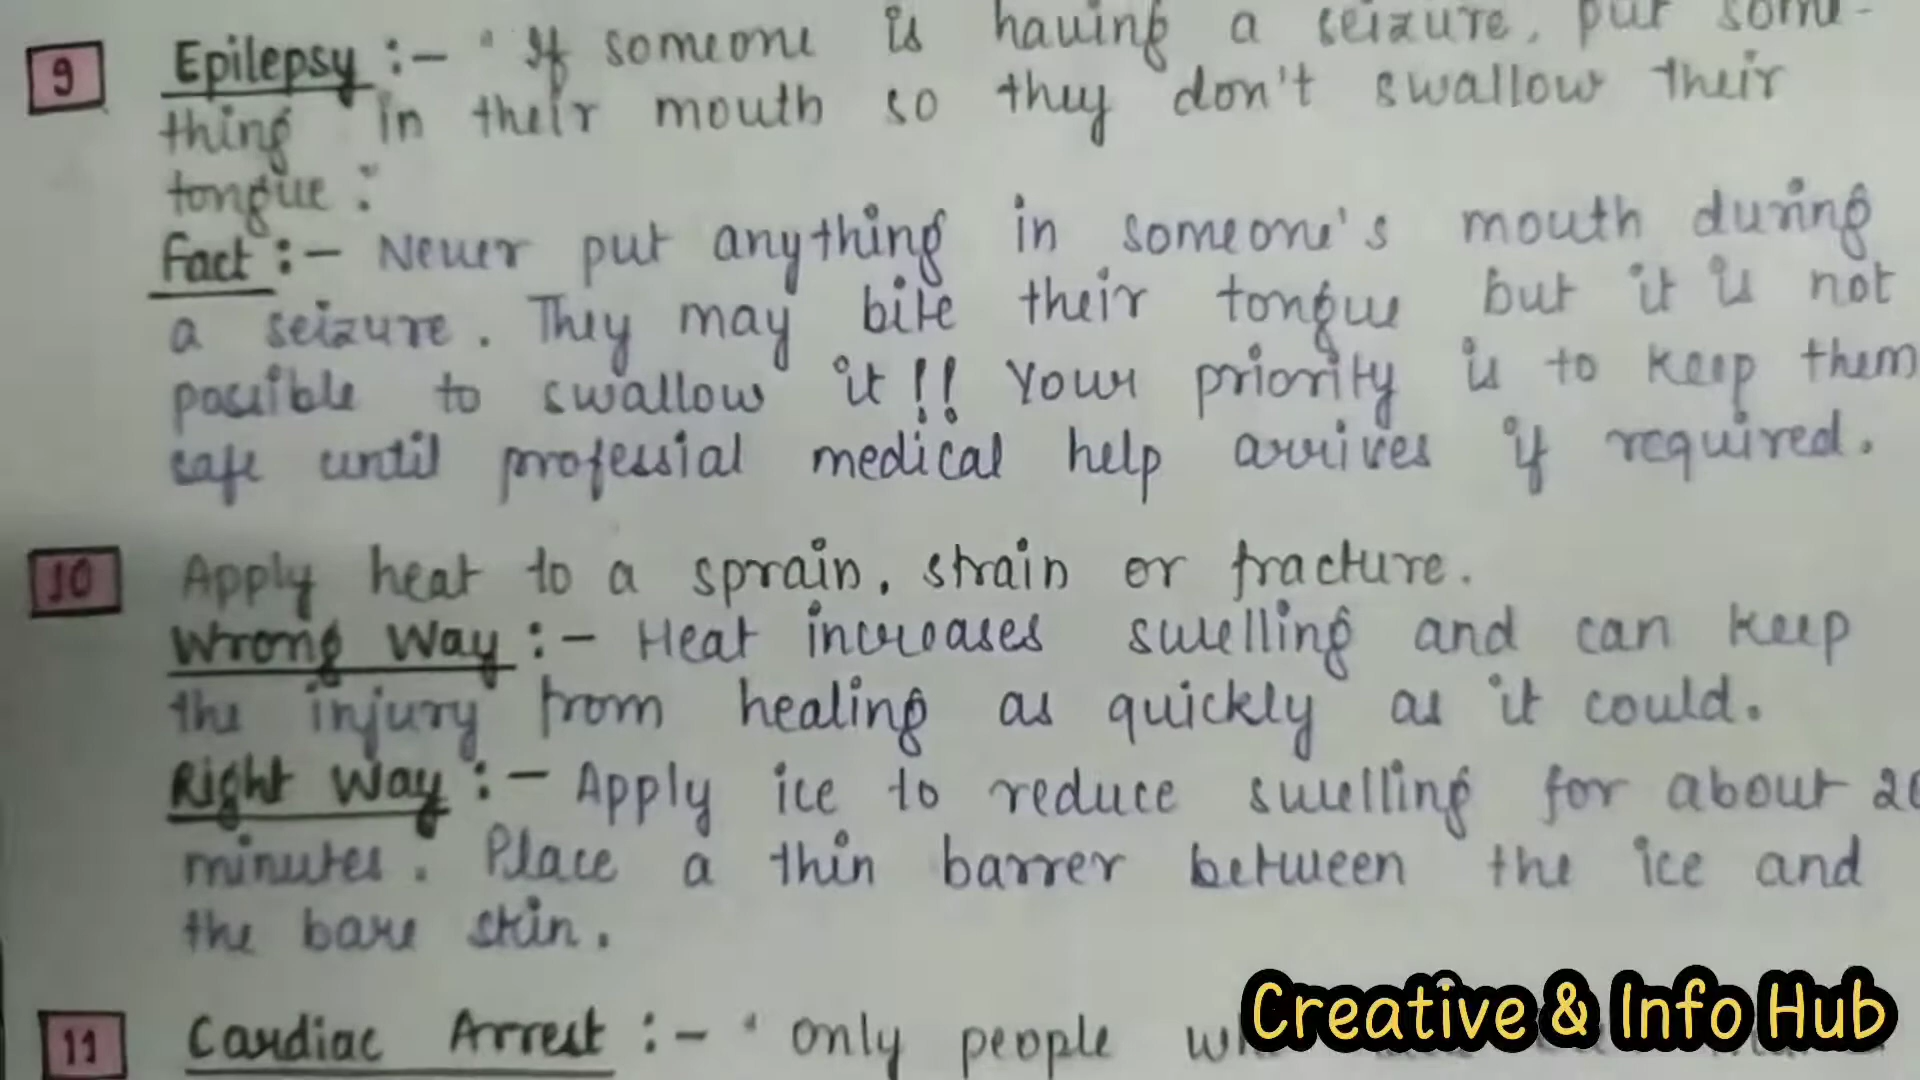 9 Epilepsy :- "If someone is having a seizure, put some-
thing in their mouth so they don't swallow their
tongue."
Fact :- Never put anything in someone's mouth during
a seizure. They may bite their tongue but it is not
possible to swallow it !! Your priority is to keep them
safe until professial medical help arrives if required.
10 Apply heat to a sprain, strain or fracture.
Wrong Way :- Heat increases swelling and can keep
the injury from healing as quickly as it could.
Right Way :- Apply ice to reduce swelling for about 20
minutes. Place a thin barrer between the ice and
the bare skin.
11 Cardiac Arrest :- "Only people
Creative & Info Hub